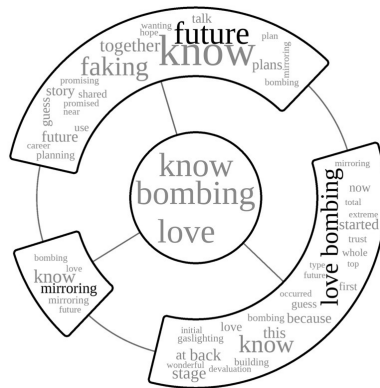 talk
wanting
hope
future
plan
together
know
mirroring
faking
plans
promising
bombing
story
shared
promised
near
guess
future
use
career
planning
know
bombing
love
bombing
love
know
mirroring
mirroring
future
mirroring
love bombing
now
total
extreme
started
trust
whole
top
type
future
first
occurred
guess
bombing
because
initial
love
this
gaslighting
know
at
back
building
wonderful
devaluation
stage